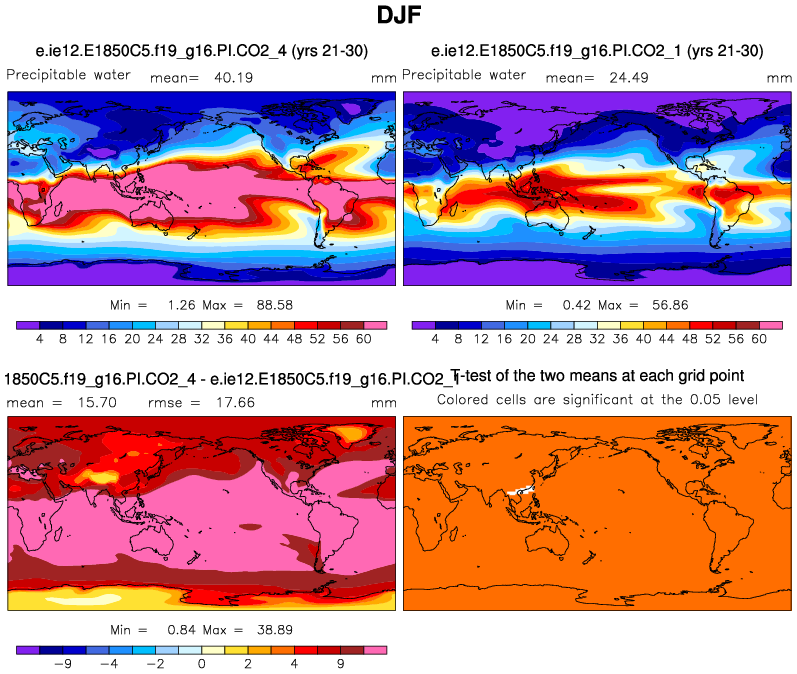 DJF
e.ie12.E1850C5.f19_g16.PI.CO2_4 (yrs 21-30)
Precipitable water mean= 40.19 mm
Min = 1.26 Max = 88.58
4 8 12 16 20 24 28 32 36 40 44 48 52 56 60
e.ie12.E1850C5.f19_g16.PI.CO2_1 (yrs 21-30)
Precipitable water mean= 24.49 mm
Min = 0.42 Max = 56.86
4 8 12 16 20 24 28 32 36 40 44 48 52 56 60
1850C5.f19_g16.PI.CO2_4 - e.ie12.E1850C5.f19_g16.PI.CO2_1
mean = 15.70 rmse = 17.66 mm
Min = 0.84 Max = 38.89
-9 -4 -2 0 2 4 9
T-test of the two means at each grid point
Colored cells are significant at the 0.05 level